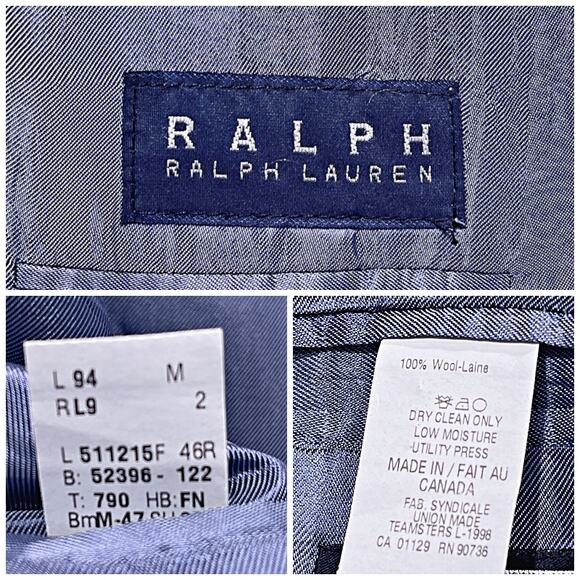 RALPH
RALPH LAUREN
L 94 M
RL9 2
L 511215F 46R
B: 52396 - 122
T: 790 HB: FN
BmM-47
100% Wool-Laine
DRY CLEAN ONLY
LOW MOISTURE
UTILITY PRESS
MADE IN / FAIT AU
CANADA
FAB. SYNDICALE
UNION MADE
TEAMSTERS L-1998
CA 01129 RN 90736